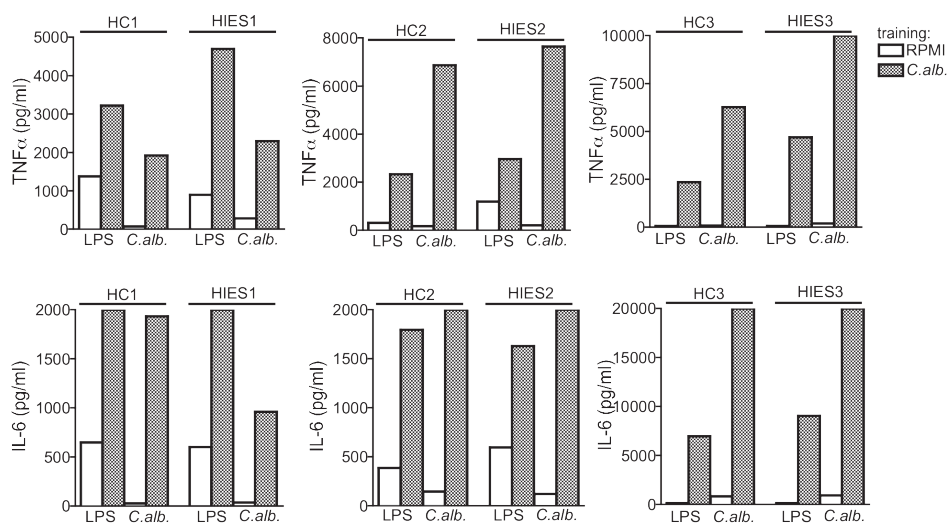 HC1 HIES1
5000
4000
3000
2000
1000
0
TNFα (pg/ml)
LPS C.alb. LPS C.alb.
HC2 HIES2
8000
6000
4000
2000
0
TNFα (pg/ml)
LPS C.alb. LPS C.alb.
HC3 HIES3
10000
7500
5000
2500
0
TNFα (pg/ml)
LPS C.alb. LPS C.alb.
training:
RPMI
C.alb.
HC1 HIES1
2000
1500
1000
500
0
IL-6 (pg/ml)
LPS C.alb. LPS C.alb.
HC2 HIES2
2000
1500
1000
500
0
IL-6 (pg/ml)
LPS C.alb. LPS C.alb.
HC3 HIES3
20000
15000
10000
5000
0
IL-6 (pg/ml)
LPS C.alb. LPS C.alb.